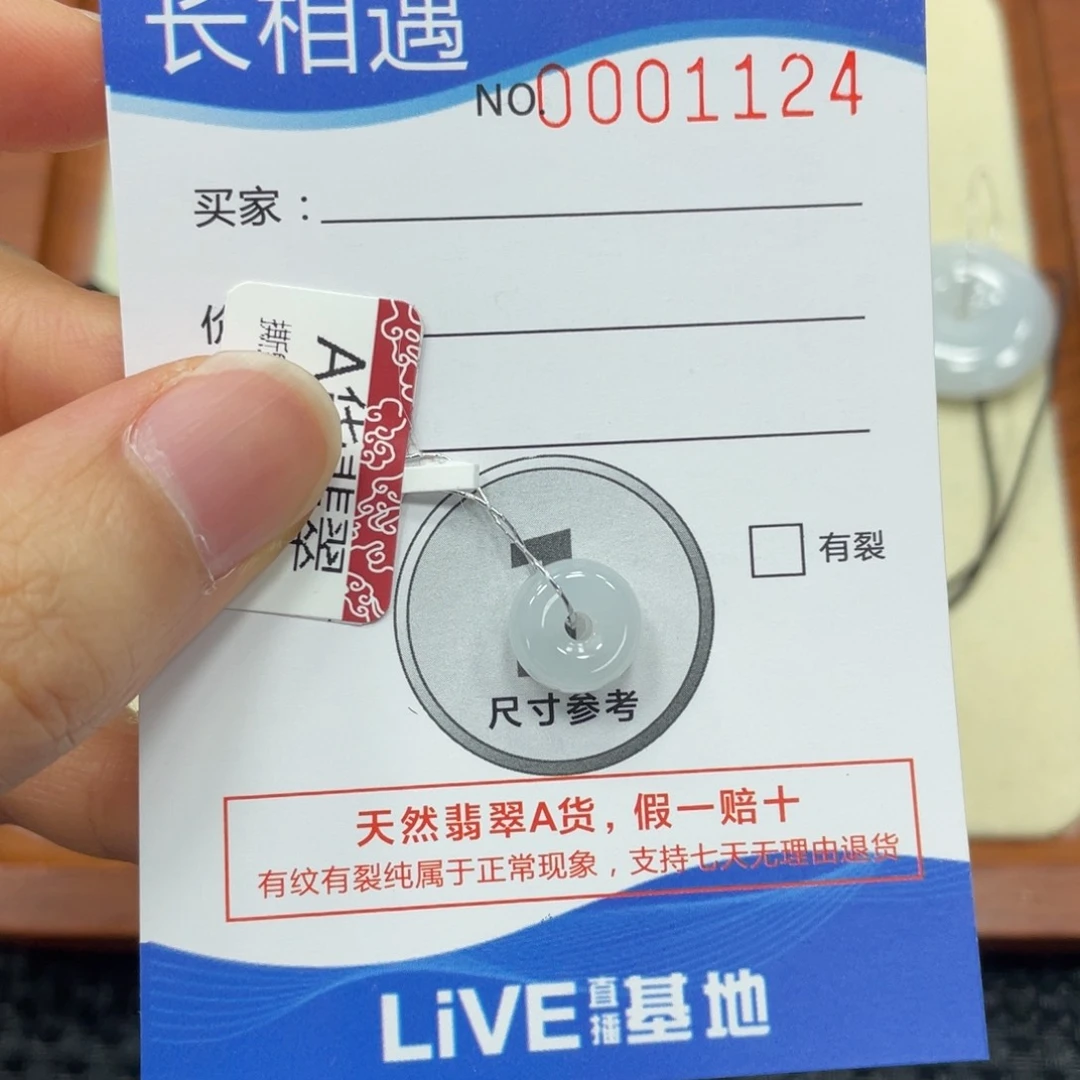 长相遇
NO.0001124
买家：
A货翡翠
1
有裂
尺寸参考
天然翡翠A货，假一赔十
有纹有裂纯属于正常现象，支持七天无理由退货
LiVE直播基地